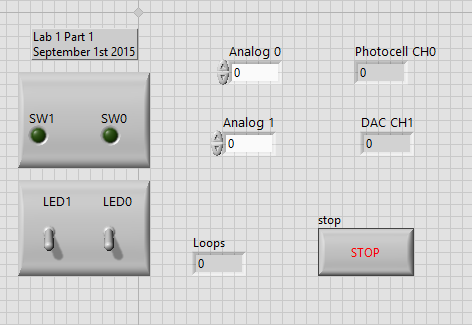 Lab 1 Part 1
September 1st 2015
SW1 SW0
LED1 LED0
Analog 0
0
Analog 1
0
Photocell CH0
0
DAC CH1
0
Loops
0
stop
STOP